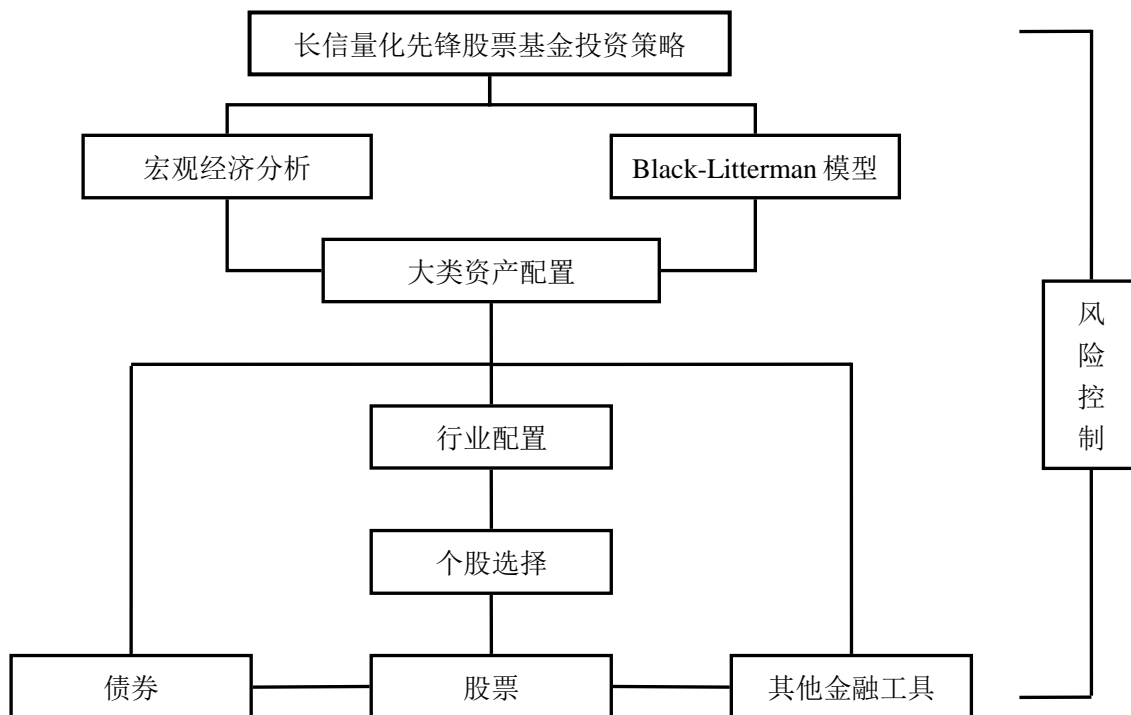 长信量化先锋股票基金投资策略
宏观经济分析
Black-Litterman 模型
大类资产配置
风
险
控
制
行业配置
个股选择
债券
股票
其他金融工具